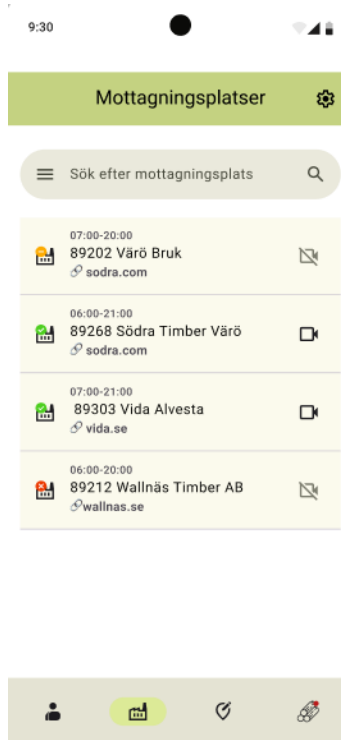 9:30
Mottagningsplatser
Sök efter mottagningsplats
07:00-20:00
89202 Värö Bruk
sodra.com
06:00-21:00
89268 Södra Timber Värö
sodra.com
07:00-21:00
89303 Vida Alvesta
vida.se
06:00-20:00
89212 Wallnäs Timber AB
wallnas.se